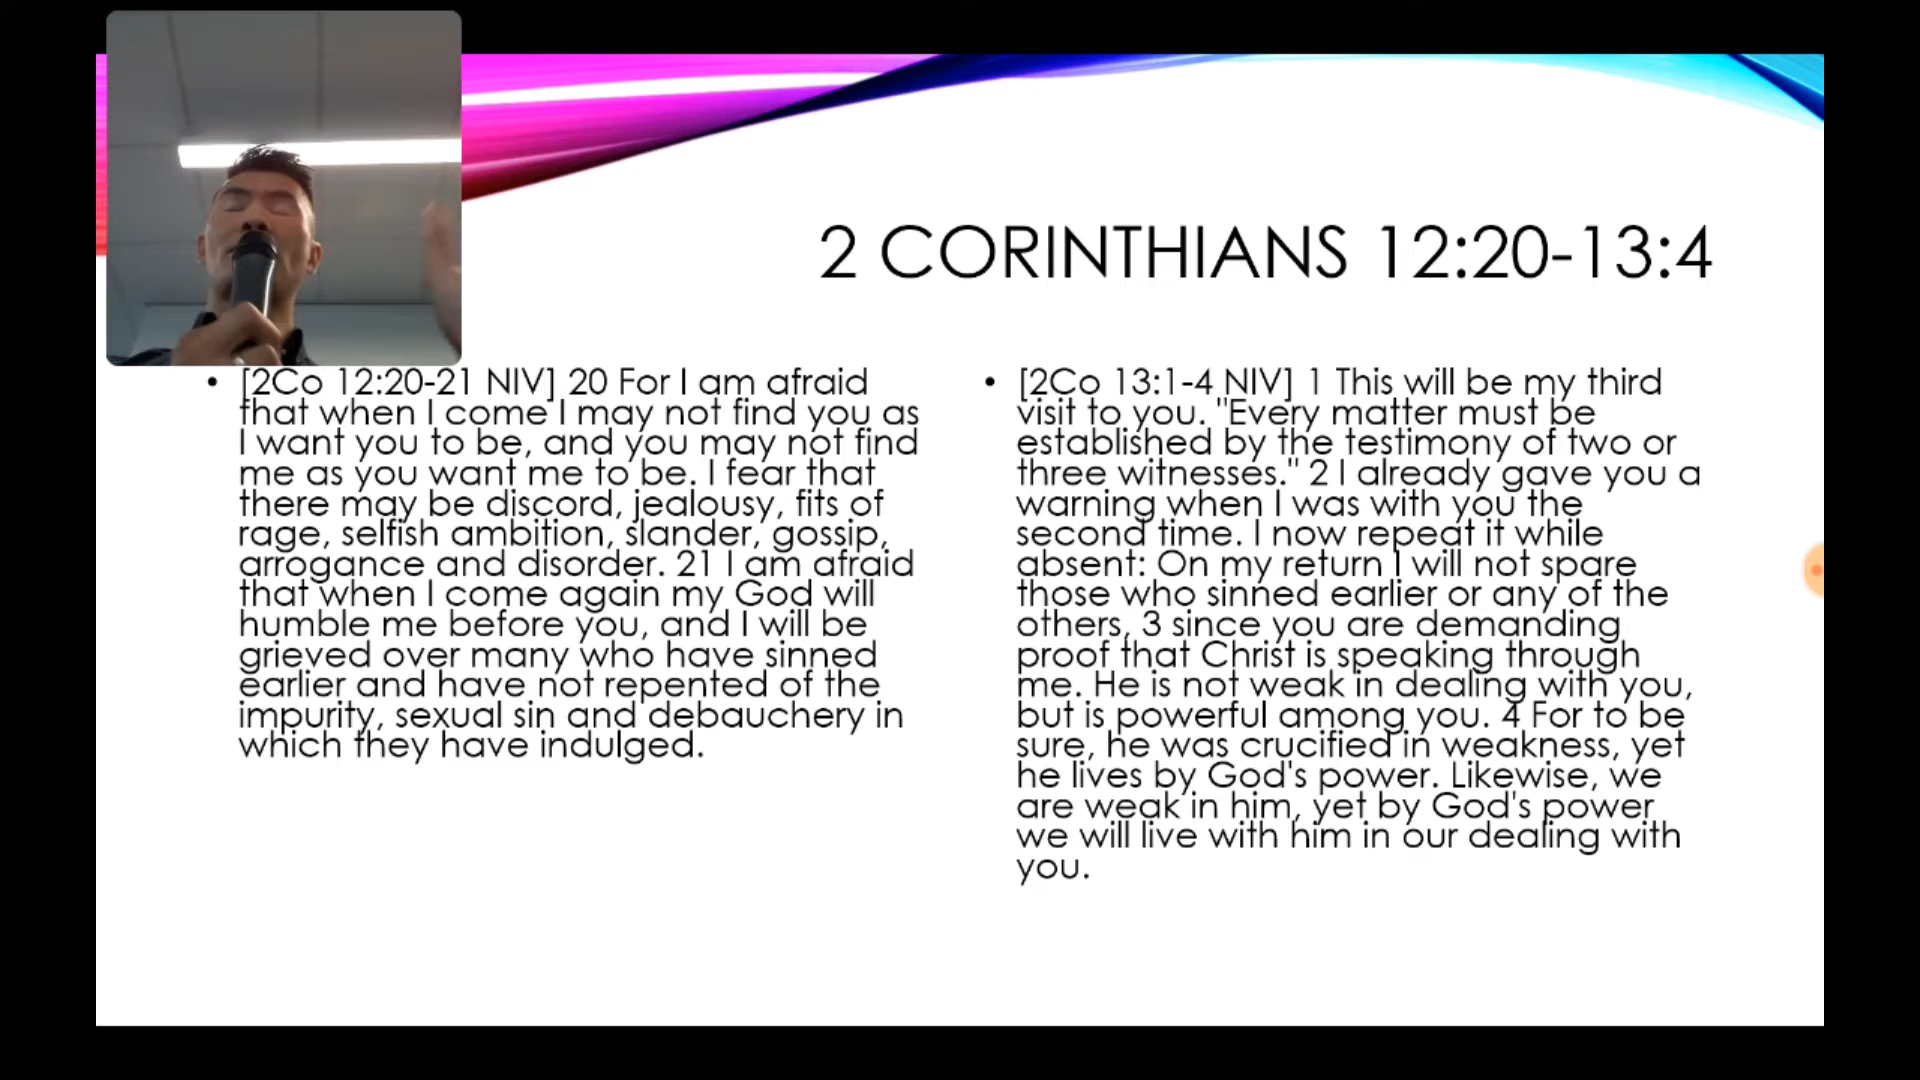 2 CORINTHIANS 12:20-13:4
• [2Co 12:20-21 NIV] 20 For I am afraid
that when I come I may not find you as
I want you to be, and you may not find
me as you want me to be. I fear that
there may be discord, jealousy, fits of
rage, selfish ambition, slander, gossip,
arrogance and disorder. 21 I am afraid
that when I come again my God will
humble me before you, and I will be
grieved over many who have sinned
earlier and have not repented of the
impurity, sexual sin and debauchery in
which they have indulged.
• [2Co 13:1-4 NIV] 1 This will be my third
visit to you. "Every matter must be
established by the testimony of two or
three witnesses." 2 I already gave you a
warning when I was with you the
second time. I now repeat it while
absent: On my return I will not spare
those who sinned earlier or any of the
others, 3 since you are demanding
proof that Christ is speaking through
me. He is not weak in dealing with you,
but is powerful among you. 4 For to be
sure, he was crucified in weakness, yet
he lives by God's power. Likewise, we
are weak in him, yet by God's power
we will live with him in our dealing with
you.